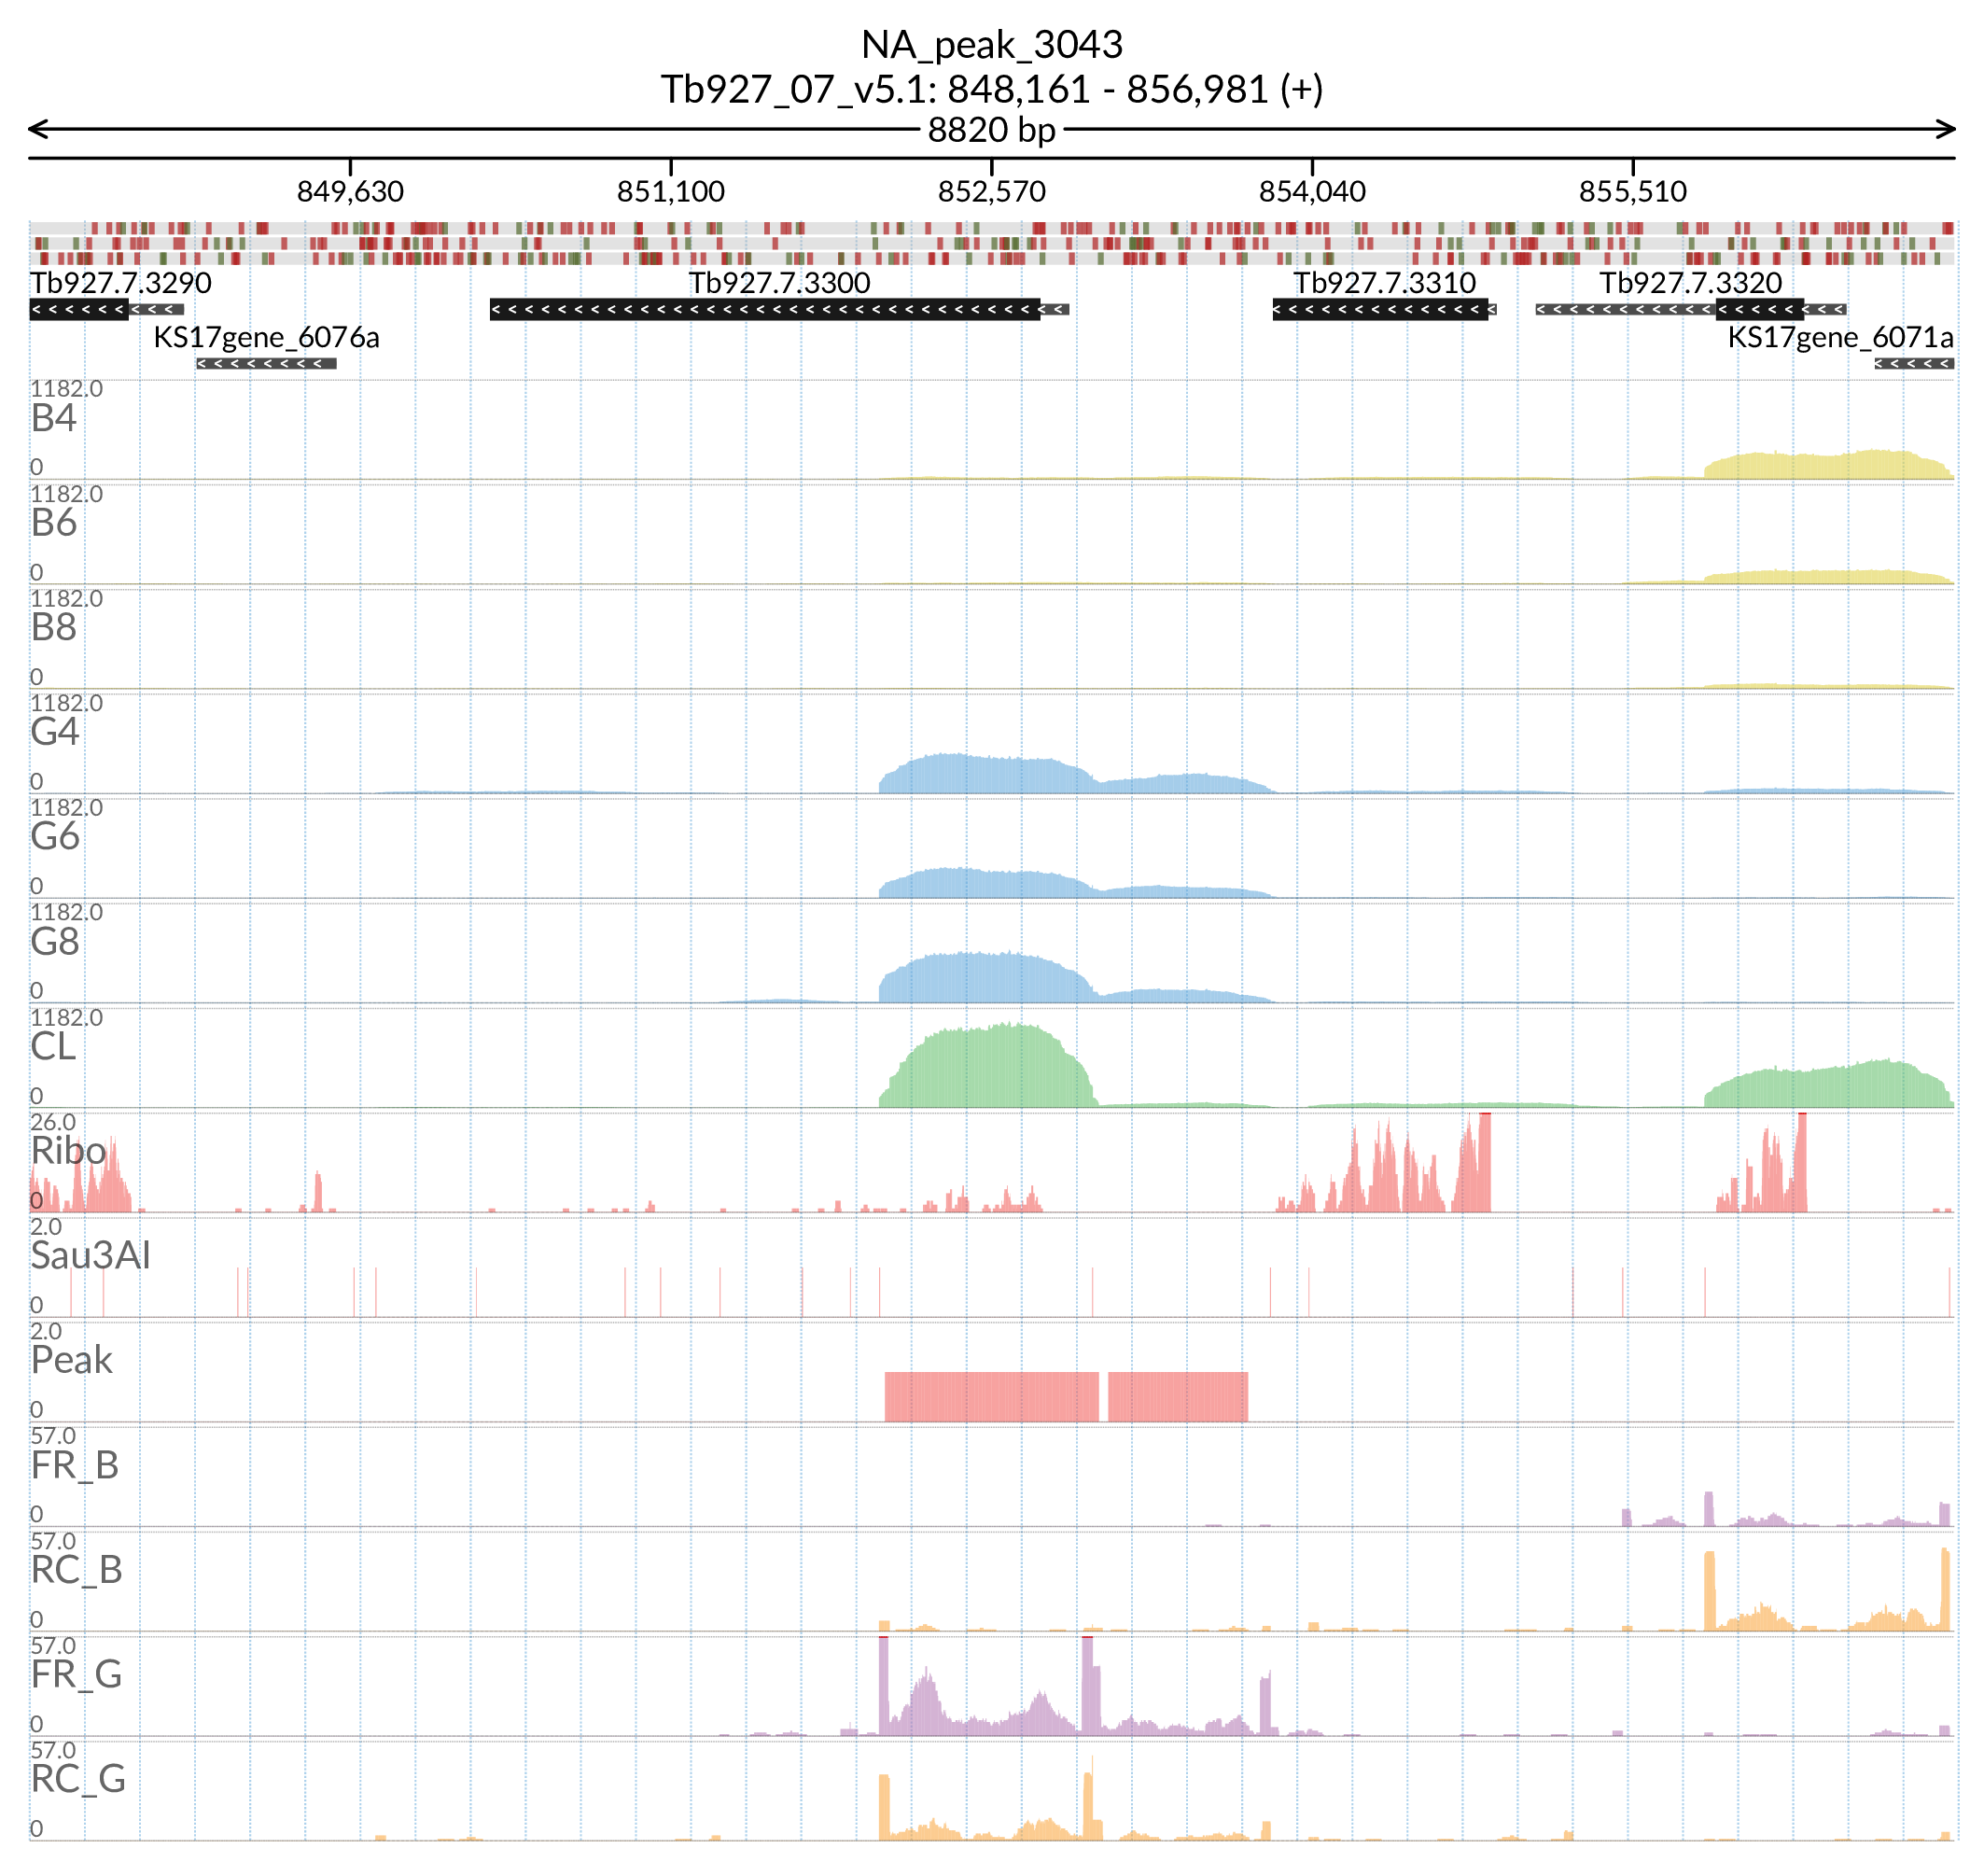 NA_peak_3043
Tb927_07_v5.1: 848,161 - 856,981 (+)
8820 bp
849,630 851,100 852,570 854,040 855,510
Tb927.7.3290 Tb927.7.3300 Tb927.7.3310 Tb927.7.3320
KS17gene_6076a KS17gene_6071a
1182.0
B4
0
1182.0
B6
0
1182.0
B8
0
1182.0
G4
0
1182.0
G6
0
1182.0
G8
0
1182.0
CL
0
26.0
Ribo
0
2.0
Sau3AI
0
2.0
Peak
0
57.0
FR_B
0
57.0
RC_B
0
57.0
FR_G
0
57.0
RC_G
0